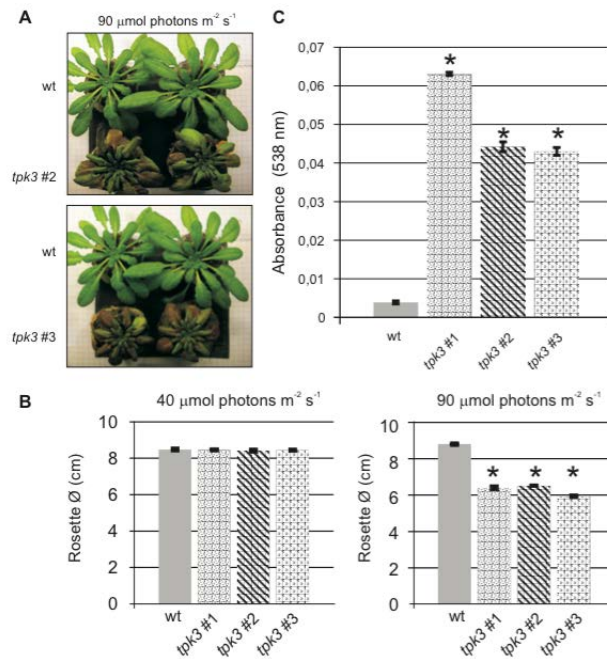 A
90 μmol photons m⁻² s⁻¹
wt
tpk3 #2
wt
tpk3 #3
C
Absorbance (538 nm)
0,07
0,06
0,05
0,04
0,03
0,02
0,01
0
*
*
*
wt
tpk3 #1
tpk3 #2
tpk3 #3
B
40 μmol photons m⁻² s⁻¹
Rosette Ø (cm)
10
8
6
4
2
0
wt
tpk3 #1
tpk3 #2
tpk3 #3
90 μmol photons m⁻² s⁻¹
Rosette Ø (cm)
10
8
6
4
2
0
*
*
*
wt
tpk3 #1
tpk3 #2
tpk3 #3